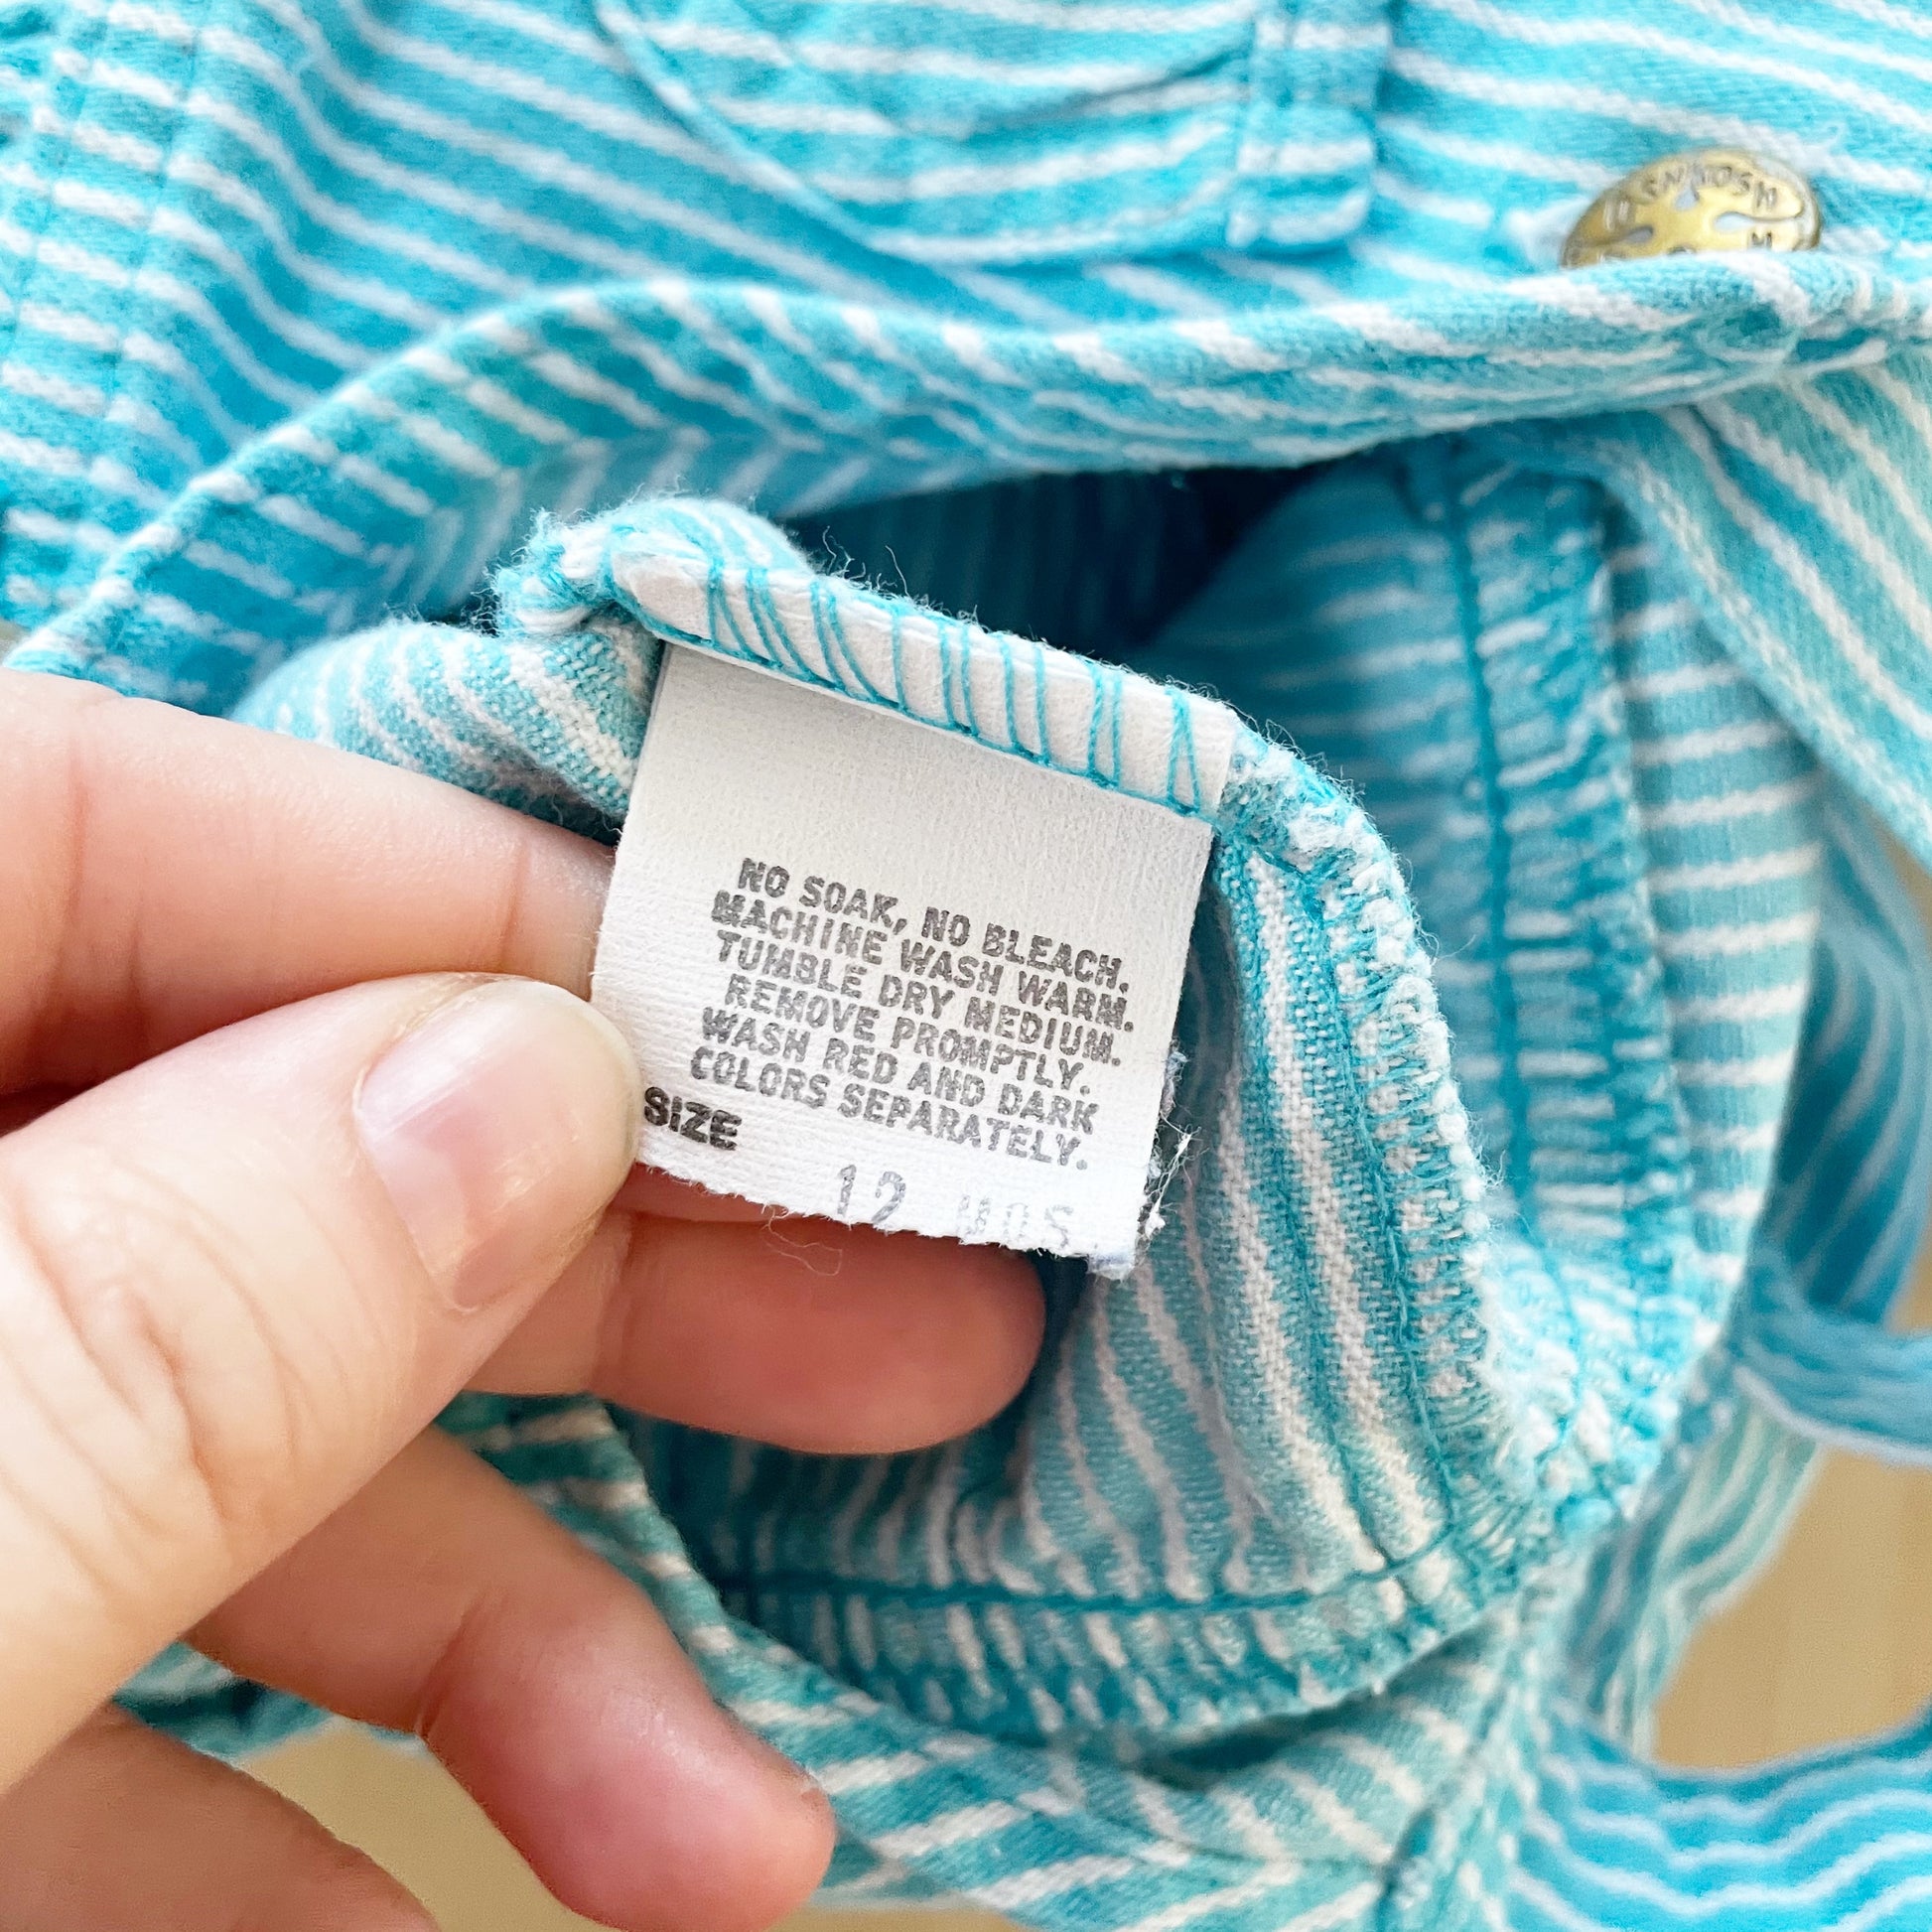 OSHKOSH
NO SOAK, NO BLEACH.
MACHINE WASH WARM.
TUMBLE DRY MEDIUM.
REMOVE PROMPTLY.
WASH RED AND DARK
COLORS SEPARATELY.
SIZE
12 MOS